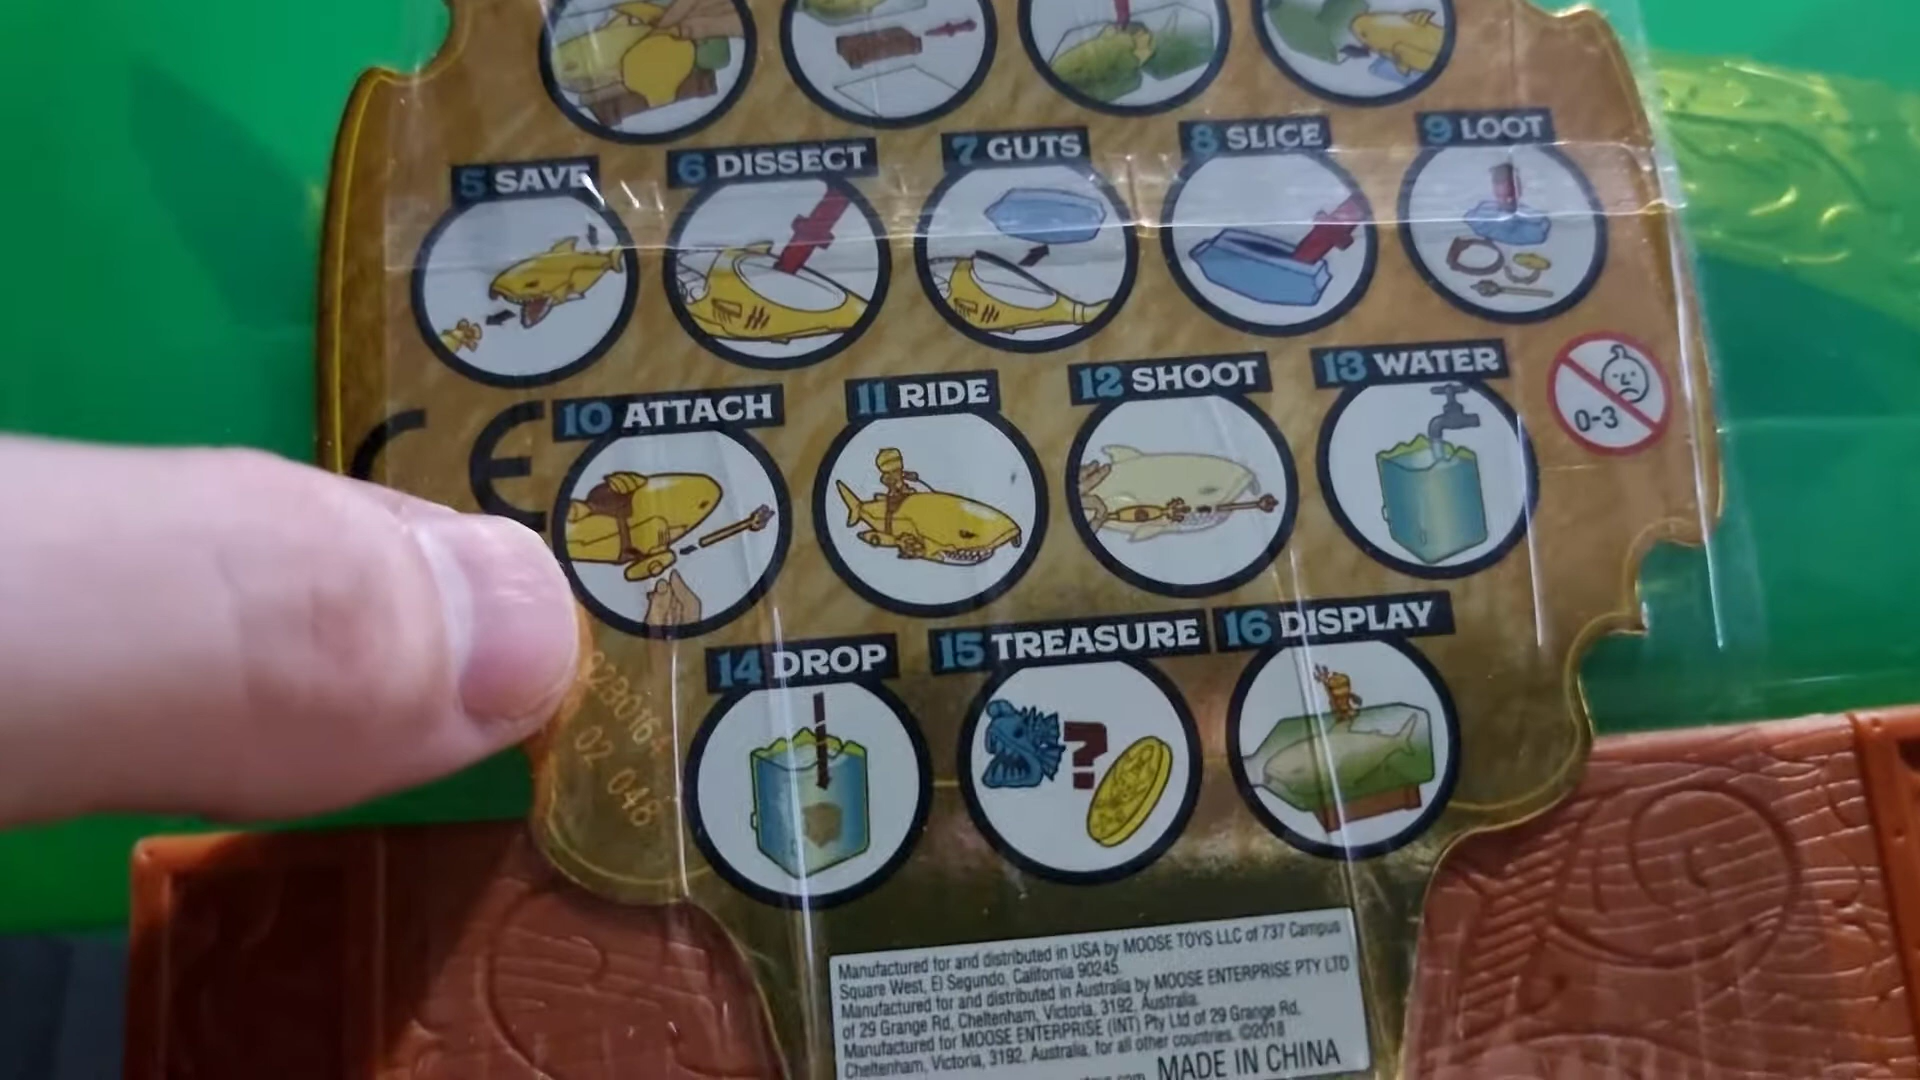 5 SAVE
6 DISSECT
7 GUTS
8 SLICE
9 LOOT
CE
10 ATTACH
11 RIDE
12 SHOOT
13 WATER
0-3
14 DROP
15 TREASURE
16 DISPLAY
!?
02 048
Manufactured for and distributed in USA by MOOSE TOYS LLC of 737 Campus
Square West, El Segundo, California 90245.
Manufactured for and distributed in Australia by MOOSE ENTERPRISE PTY LTD
of 29 Grange Rd, Cheltenham, Victoria, 3192, Australia.
Manufactured for MOOSE ENTERPRISE (INT) Pty Ltd of 29 Grange Rd,
Cheltenham, Victoria, 3192, Australia, for all other countries. ©2018
MADE IN CHINA